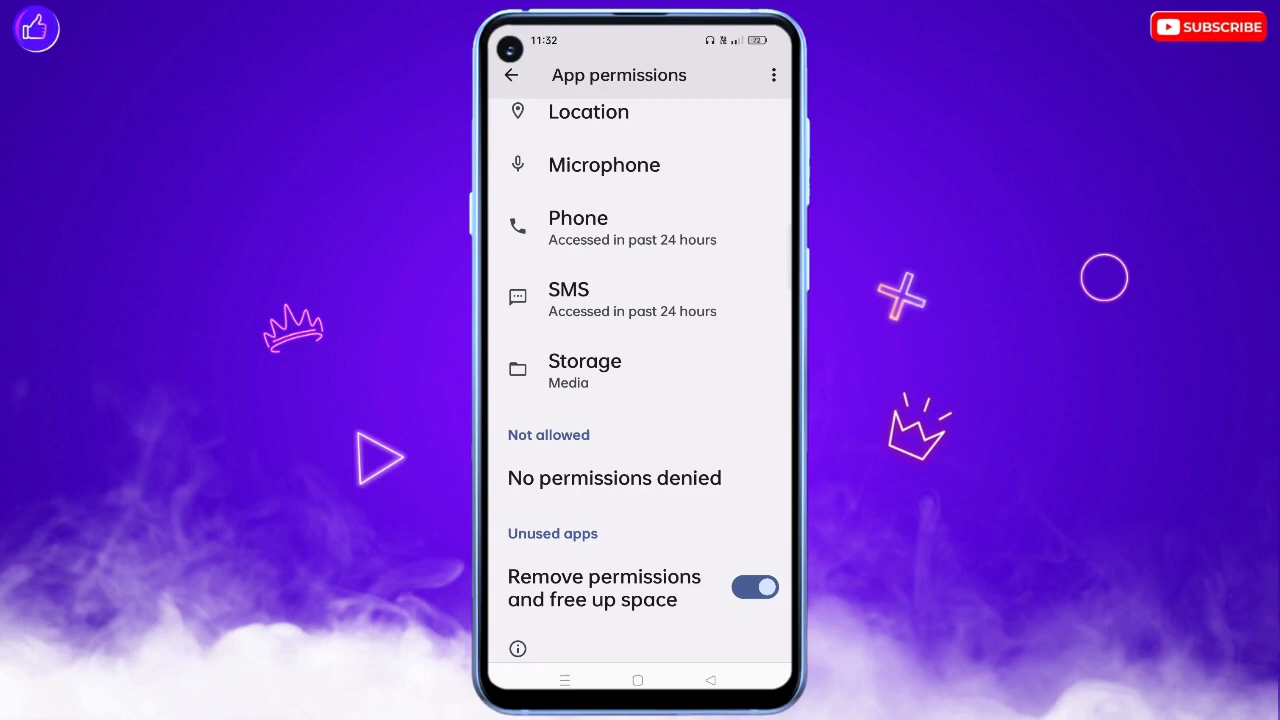 SUBSCRIBE
11:32
App permissions
Location
Microphone
Phone
Accessed in past 24 hours
SMS
Accessed in past 24 hours
Storage
Media
Not allowed
No permissions denied
Unused apps
Remove permissions
and free up space